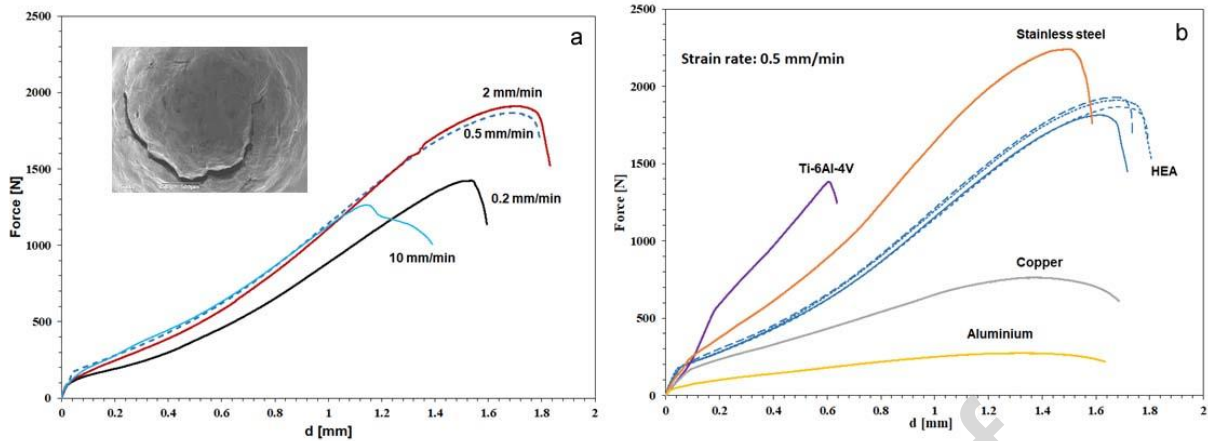 a
2500
2000
1500
1000
500
0
Force [N]
2 mm/min
0.5 mm/min
0.2 mm/min
10 mm/min
0 0.2 0.4 0.6 0.8 1 1.2 1.4 1.6 1.8 2
d [mm]
b
2500
2000
1500
1000
500
0
Force [N]
Strain rate: 0.5 mm/min
Stainless steel
Ti-6Al-4V
HEA
Copper
Aluminium
0 0.2 0.4 0.6 0.8 1 1.2 1.4 1.6 1.8 2
d [mm]
f